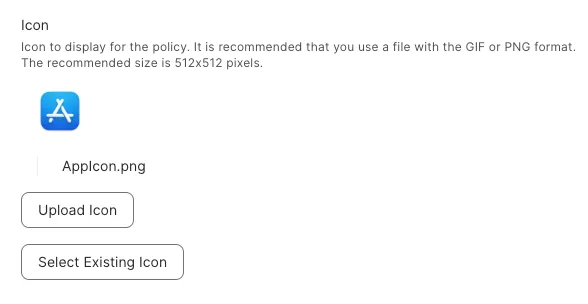 Icon
Icon to display for the policy. It is recommended that you use a file with the GIF or PNG format.
The recommended size is 512x512 pixels.
AppIcon.png
Upload Icon
Select Existing Icon